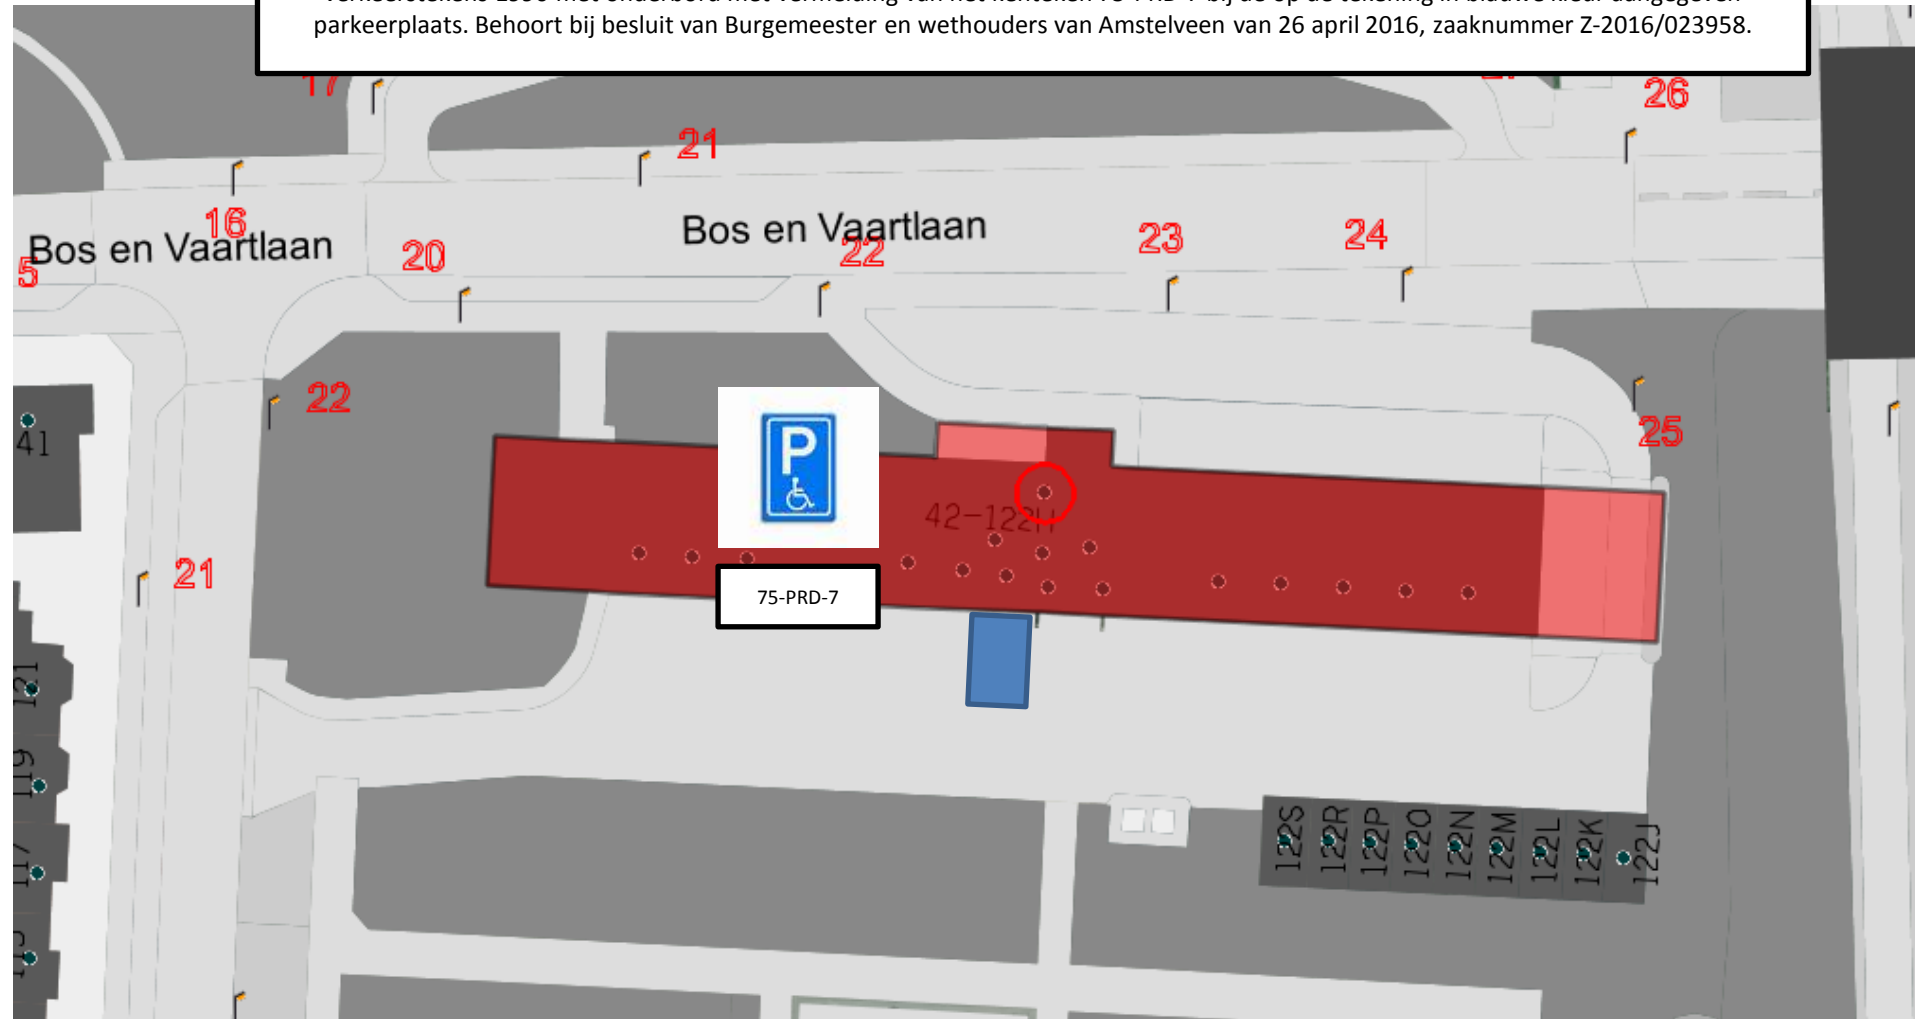 parkeerplaats. Behoort bij besluit van Burgemeester en wethouders van Amstelveen van 26 april 2016, zaaknummer Z-2016/023958.
17
26
21
16
Bos en Vaartlaan
Bos en Vaartlaan
5
20
22
23
24
22
25
41
P
42-122H
21
75-PRD-7
121
119
117
122S
122R
122P
122O
122N
122M
122L
122K
122J